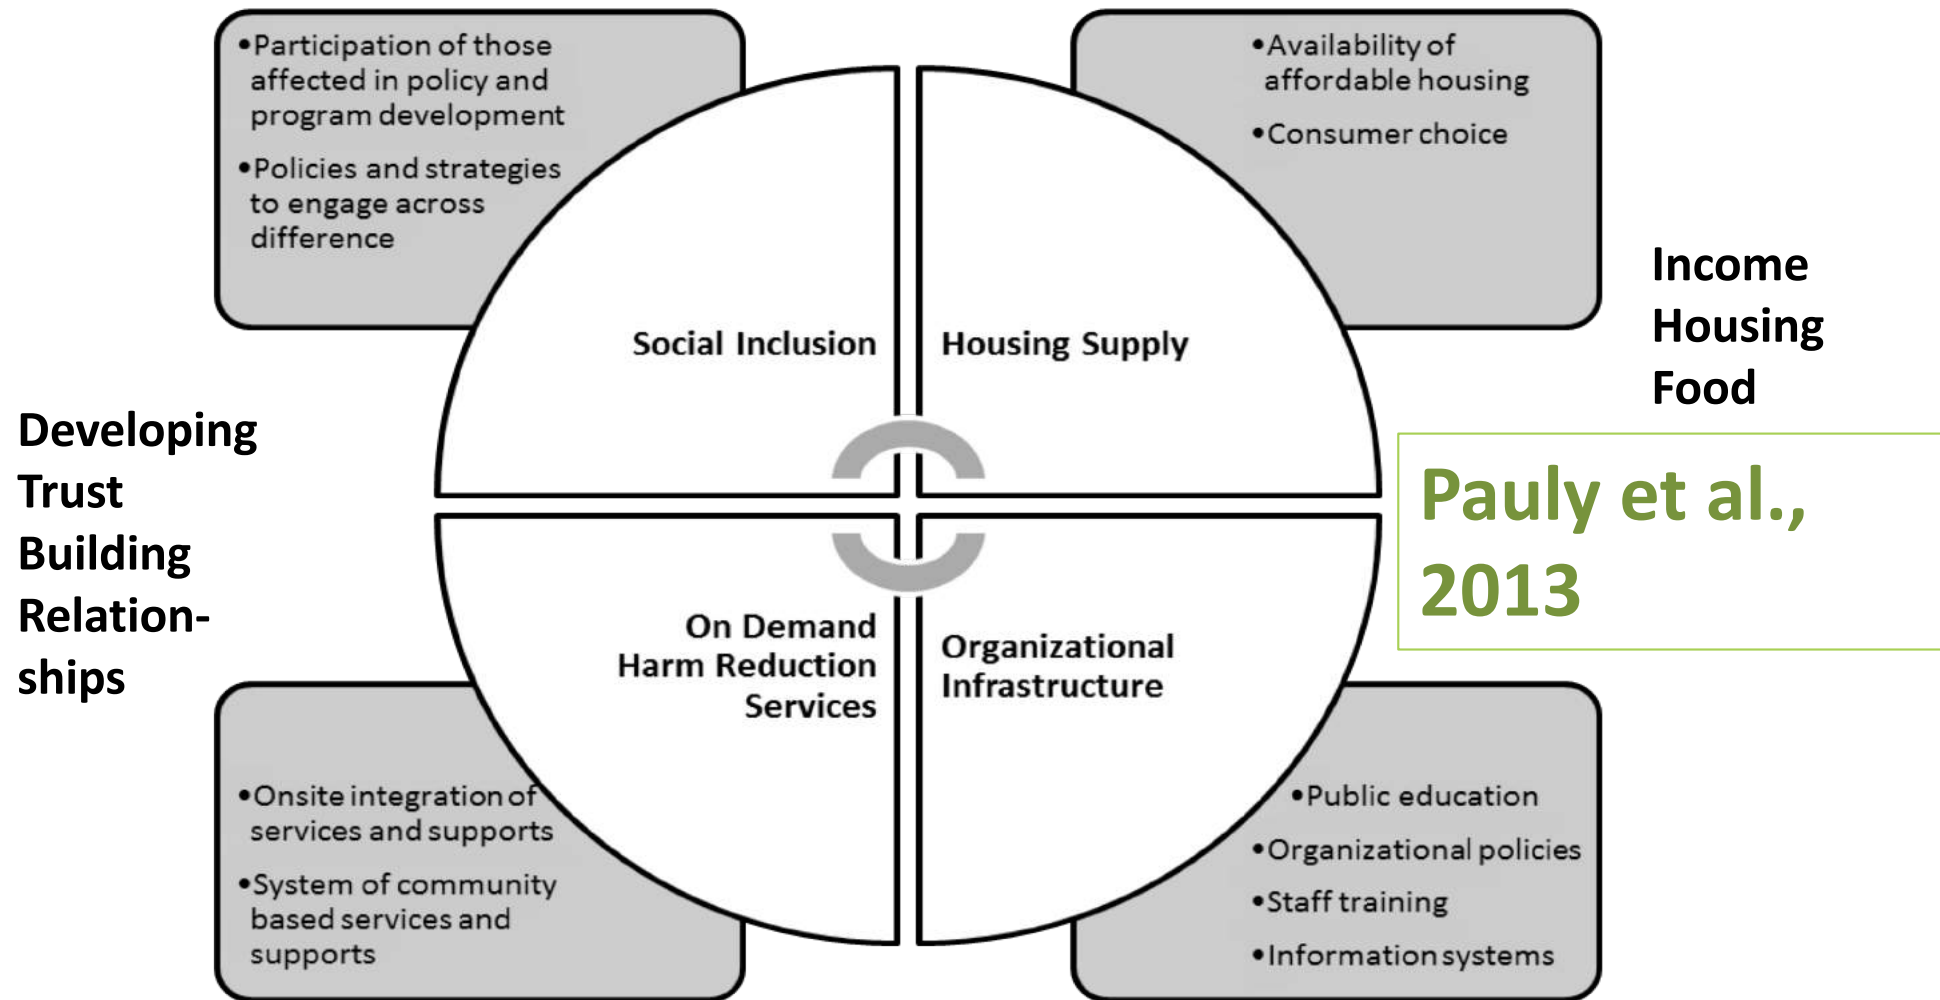 •Participation of those
affected in policy and
program development
•Policies and strategies
to engage across
difference
•Availability of
affordable housing
•Consumer choice
Social Inclusion
Housing Supply
Income
Housing
Food
Developing
Trust
Building
Relation-
ships
Pauly et al.,
2013
On Demand
Harm Reduction
Services
Organizational
Infrastructure
•Onsite integration of
services and supports
•System of community
based services and
supports
•Public education
•Organizational policies
•Staff training
•Information systems